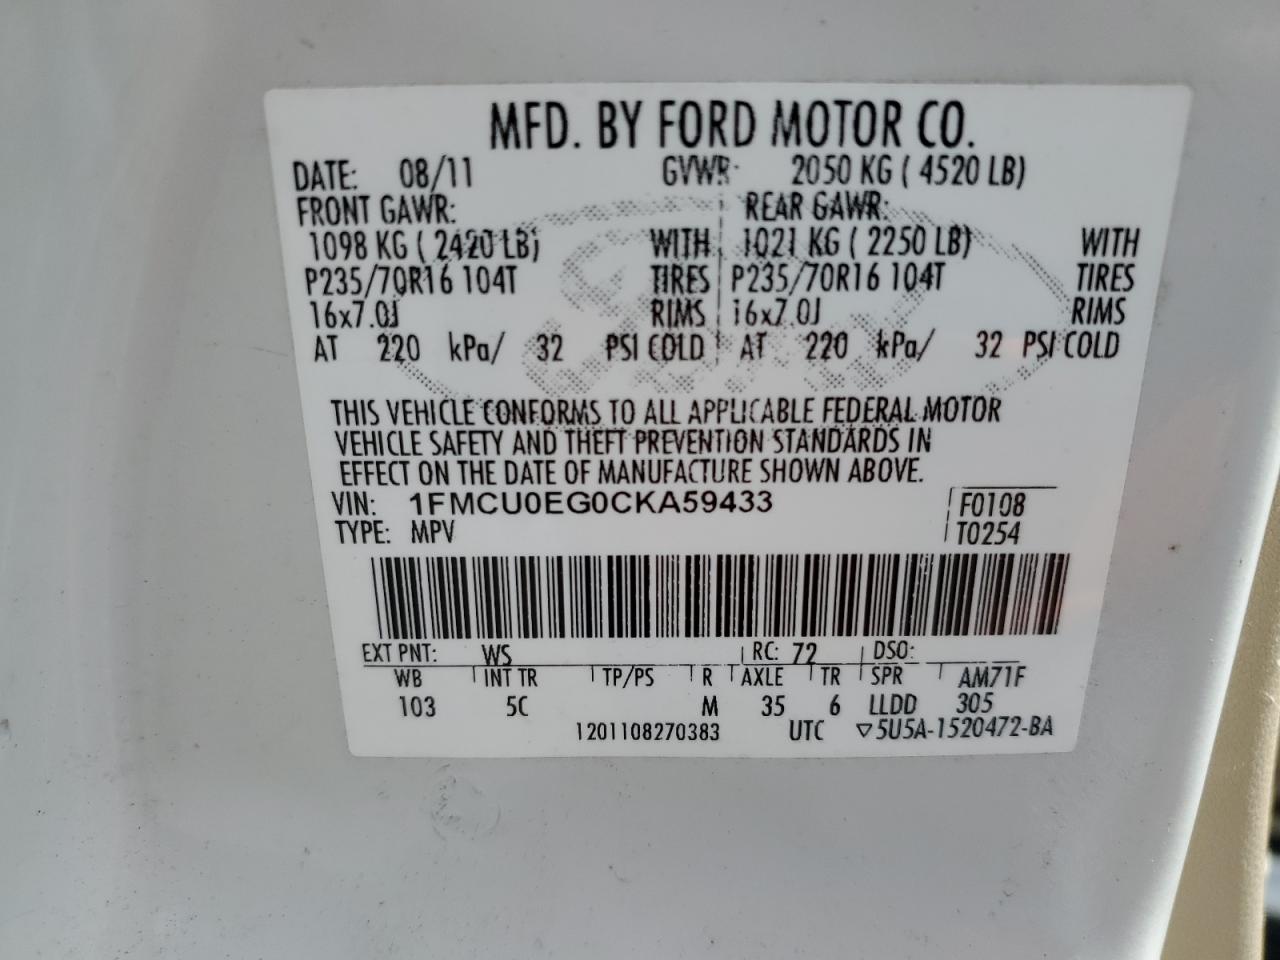 MFD. BY FORD MOTOR CO.
DATE: 08/11 GVWR: 2050 KG ( 4520 LB)
FRONT GAWR: REAR GAWR:
1098 KG ( 2420 LB) WITH 1021 KG ( 2250 LB) WITH
P235/70R16 104T TIRES P235/70R16 104T TIRES
16x7.0J RIMS 16x7.0J RIMS
AT 220 kPa/ 32 PSI COLD AT 220 kPa/ 32 PSI COLD
THIS VEHICLE CONFORMS TO ALL APPLICABLE FEDERAL MOTOR
VEHICLE SAFETY AND THEFT PREVENTION STANDARDS IN
EFFECT ON THE DATE OF MANUFACTURE SHOWN ABOVE.
VIN: 1FMCU0EG0CKA59433 F0108
TYPE: MPV T0254
EXT PNT: WS RC: 72 DSO:
WB INT TR TP/PS R AXLE TR SPR AM71F
103 5C M 35 6 LLDD 305
1201108270383 UTC ▽5U5A-1520472-BA